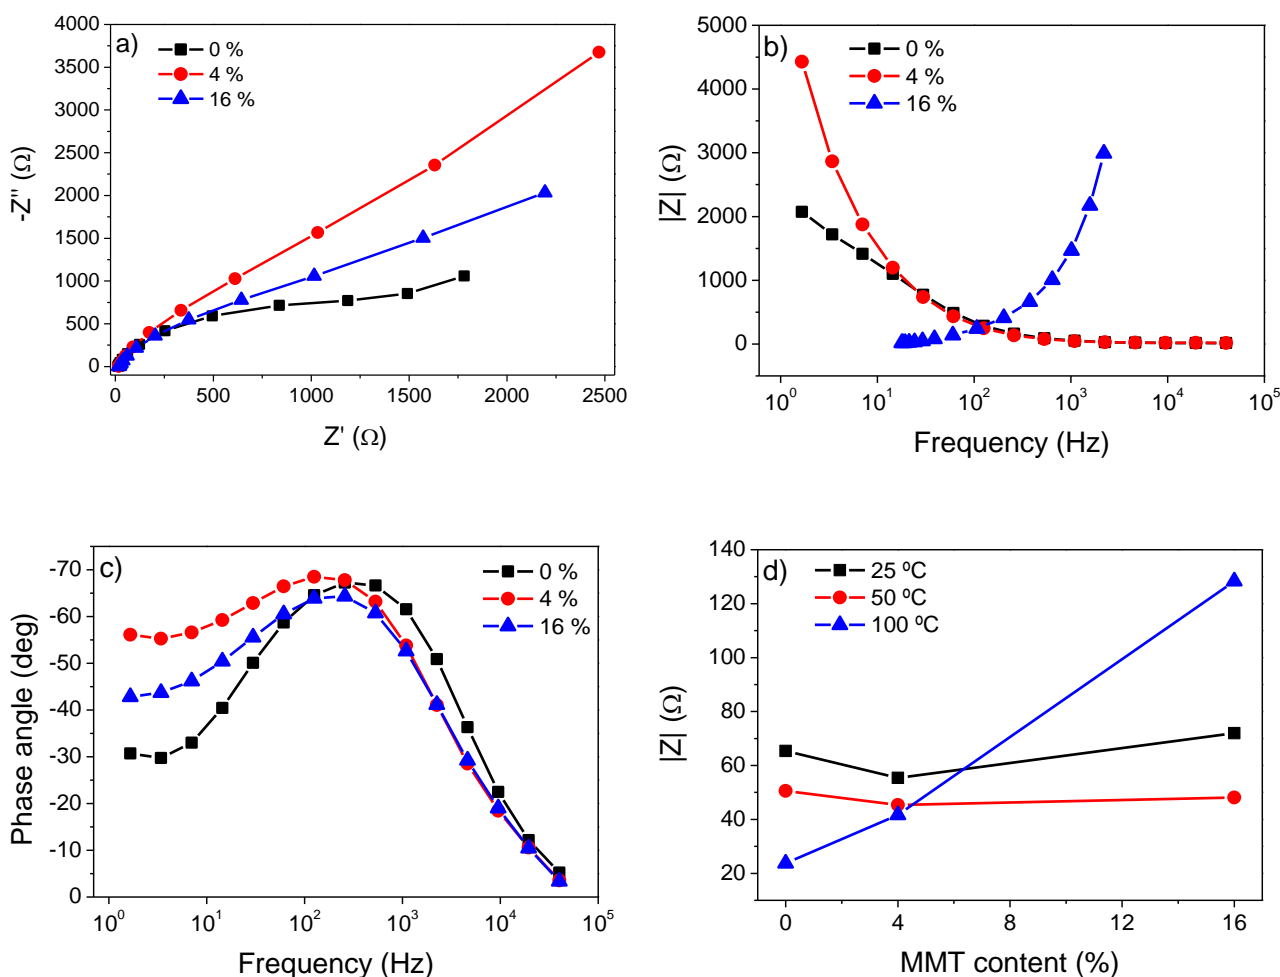 a)
0 %
4 %
16 %
4000
3500
3000
2500
2000
1500
1000
500
0
-Z'' (Ω)
0 500 1000 1500 2000 2500
Z' (Ω)
b)
0 %
4 %
16 %
5000
4000
3000
2000
1000
0
|Z| (Ω)
10⁰ 10¹ 10² 10³ 10⁴ 10⁵
Frequency (Hz)
c)
0 %
4 %
16 %
-70
-60
-50
-40
-30
-20
-10
0
Phase angle (deg)
10⁰ 10¹ 10² 10³ 10⁴ 10⁵
Frequency (Hz)
d)
25 ºC
50 ºC
100 ºC
140
120
100
80
60
40
20
|Z| (Ω)
0 4 8 12 16
MMT content (%)